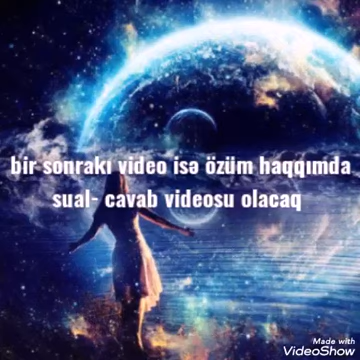 bir sonrakı video isə özüm haqqımda
sual- cavab videosu olacaq
Made with
VideoShow